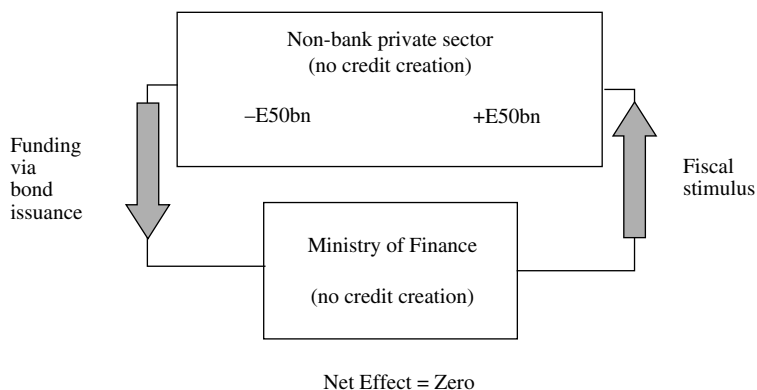 Non-bank private sector
(no credit creation)
–E50bn
+E50bn
Funding
via
bond
issuance
Fiscal
stimulus
Ministry of Finance
(no credit creation)
Net Effect = Zero